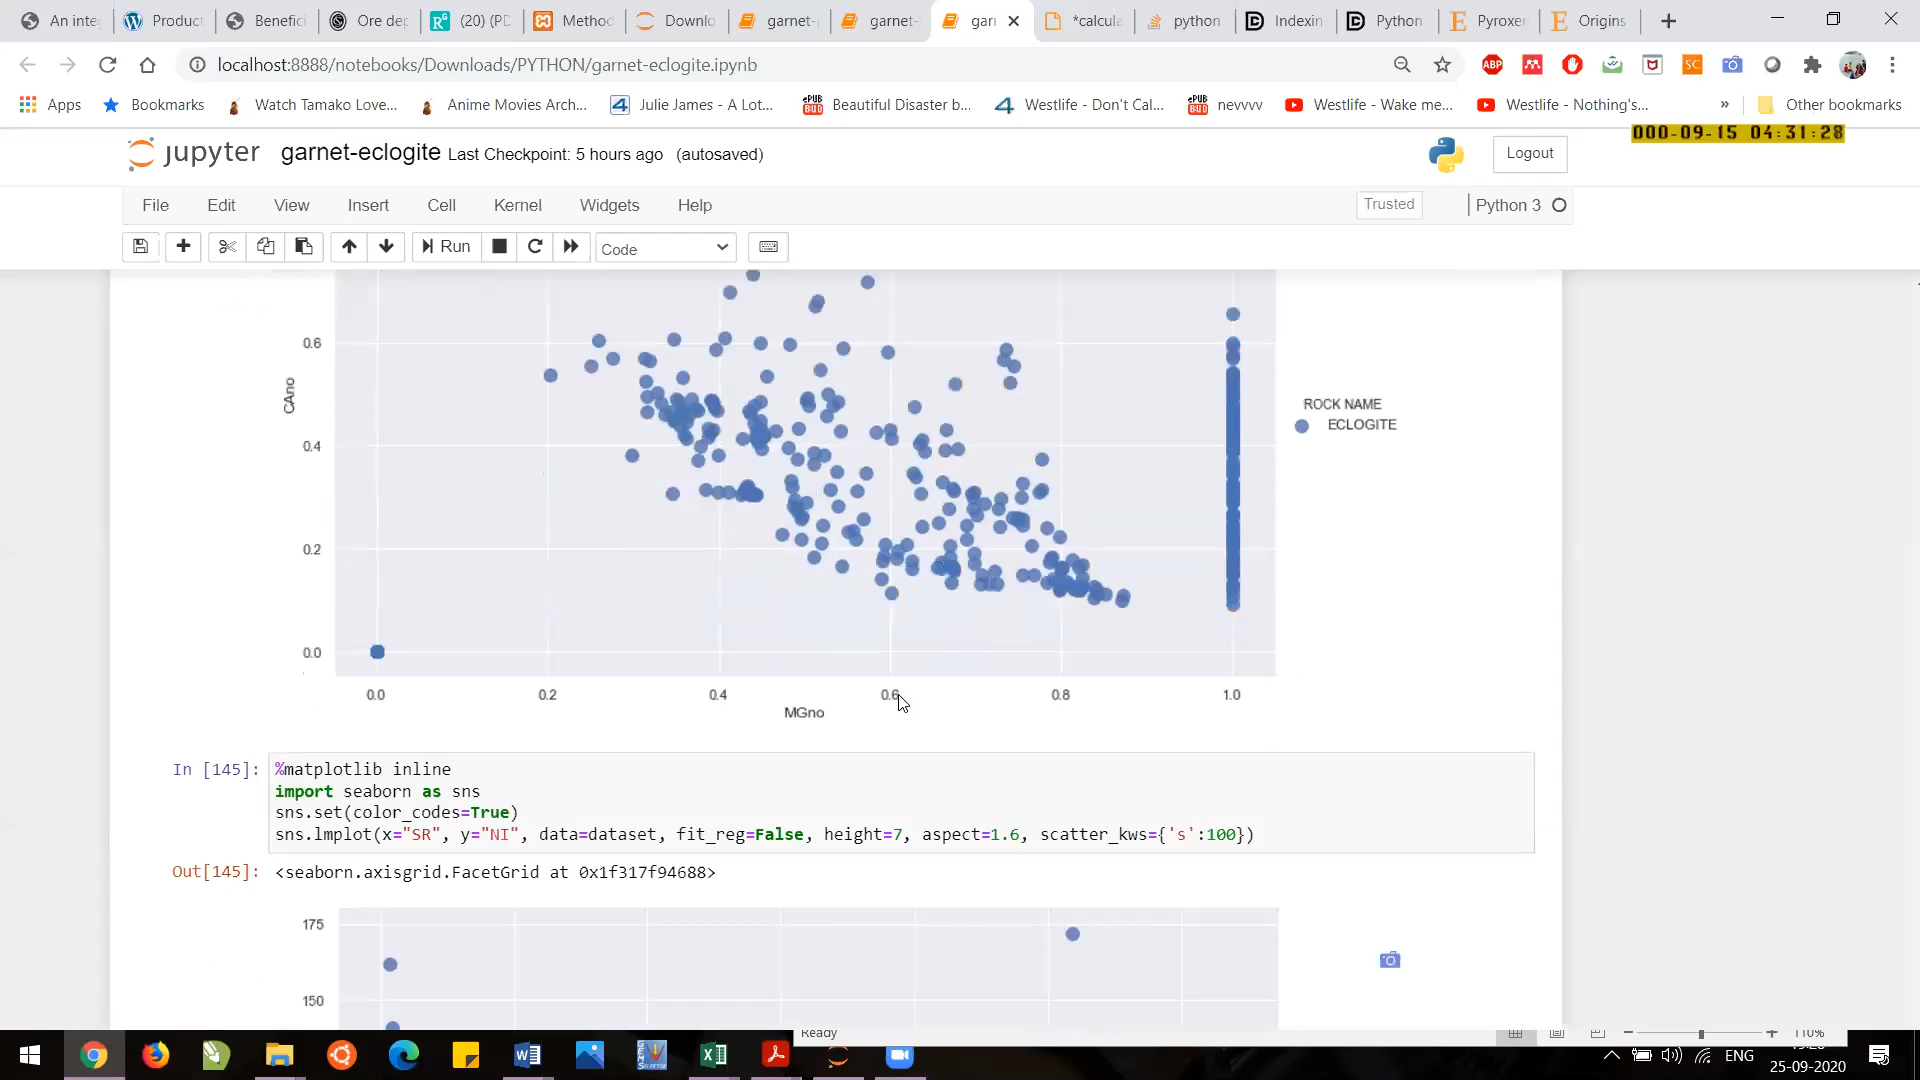 An inte
Product
Benefici
Ore dep
(20) (PD
Method
Downlo
garnet-p
garnet-
gar
*calcula
python
Indexin
Python
Pyroxen
Origins
localhost:8888/notebooks/Downloads/PYTHON/garnet-eclogite.ipynb
Apps
Bookmarks
Watch Tamako Love...
Anime Movies Arch...
Julie James - A Lot...
Beautiful Disaster b...
Westlife - Don't Cal...
nevvvv
Westlife - Wake me...
Westlife - Nothing's...
»
Other bookmarks
jupyter garnet-eclogite Last Checkpoint: 5 hours ago (autosaved)
Logout
000-09-15 04:31:28
File Edit View Insert Cell Kernel Widgets Help
Trusted
Python 3
Run
Code
0.6
0.4
0.2
0.0
CAno
ROCK NAME
ECLOGITE
0.0 0.2 0.4 0.6 0.8 1.0
MGno
In [145]:
%matplotlib inline
import seaborn as sns
sns.set(color_codes=True)
sns.lmplot(x="SR", y="NI", data=dataset, fit_reg=False, height=7, aspect=1.6, scatter_kws={'s':100})
Out[145]: <seaborn.axisgrid.FacetGrid at 0x1f317f94688>
175
150
Ready
110%
ENG
25-09-2020